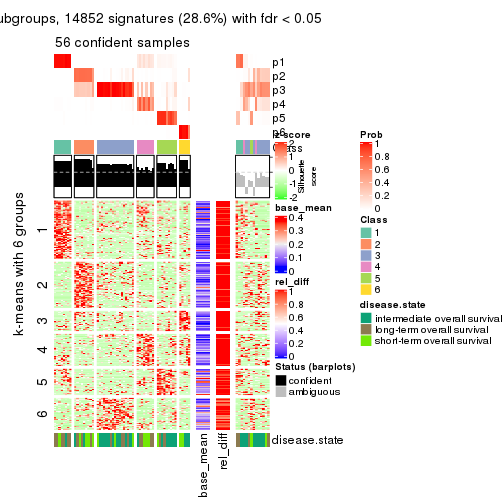 ubgroups, 14852 signatures (28.6%) with fdr < 0.05
56 confident samples
p1
p2
p3
p4
p5
p6
Class
Silhouette
score
k-means with 6 groups
1
2
3
4
5
6
base_mean
rel_diff
disease.state
z-score
2
0
-2
base_mean
0.4
0.3
0.2
0.1
0
rel_diff
1
0.8
0.6
0.4
0.2
0
Status (barplots)
confident
ambiguous
Prob
1
0.8
0.6
0.4
0.2
0
Class
1
2
3
4
5
6
disease.state
intermediate overall survival
long-term overall survival
short-term overall survival